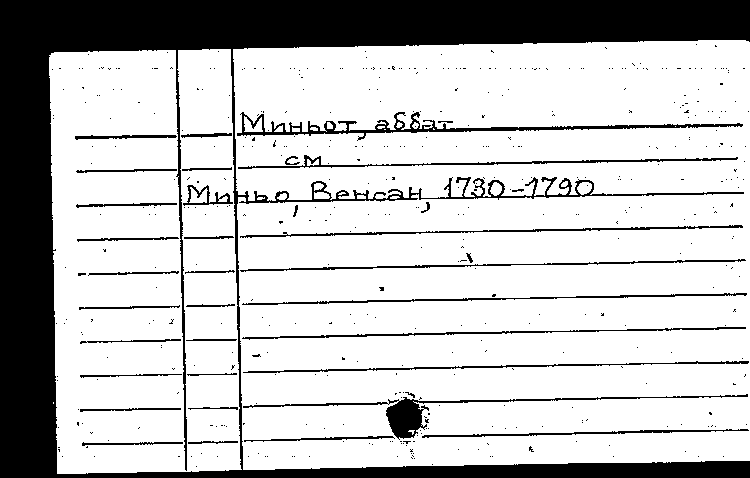 Миньот, аббат
см
Миньо, Венсан, 1730-1790